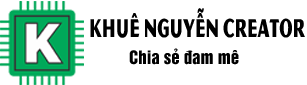 K
KHUÊ NGUYỄN CREATOR
Chia sẻ đam mê